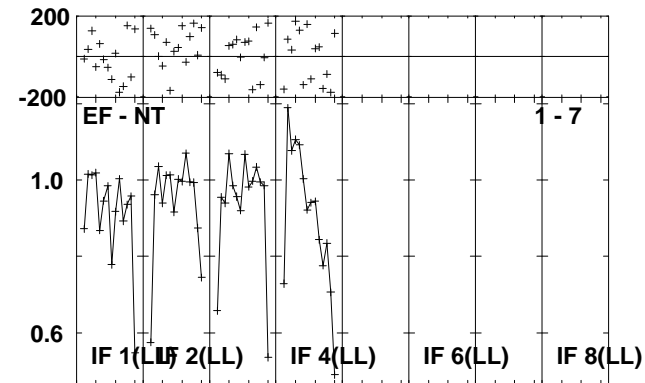 200
-200
EF - NT 1 - 7
1.0
0.6
IF 1(LL) IF 2(LL) IF 4(LL) IF 6(LL) IF 8(LL)